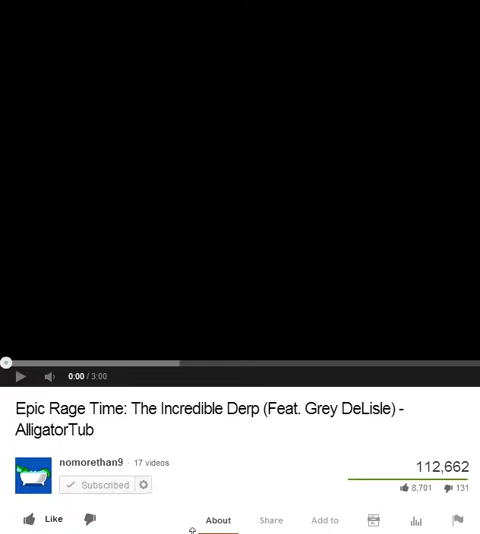 0:00 / 3:00
Epic Rage Time: The Incredible Derp (Feat. Grey DeLisle) -
AlligatorTub
nomorethan9 · 17 videos
112,662
Subscribed
8,701 131
Like
About Share Add to